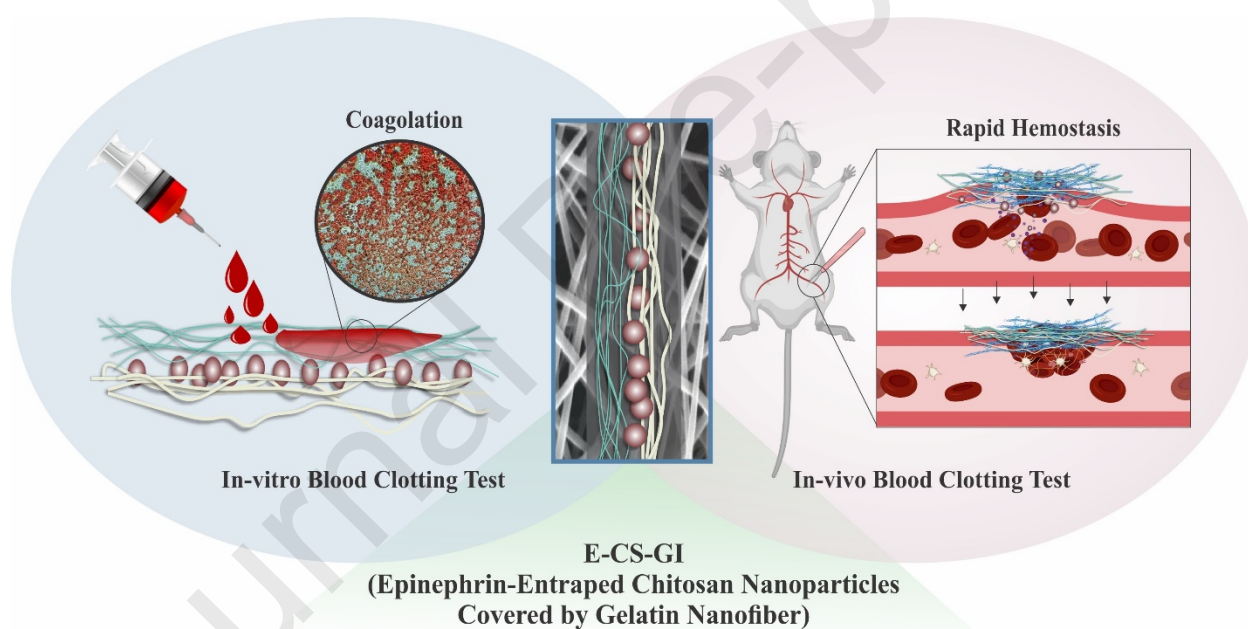 Coagolation
Rapid Hemostasis
In-vitro Blood Clotting Test
In-vivo Blood Clotting Test
E-CS-GI
(Epinephrin-Entraped Chitosan Nanoparticles
Covered by Gelatin Nanofiber)